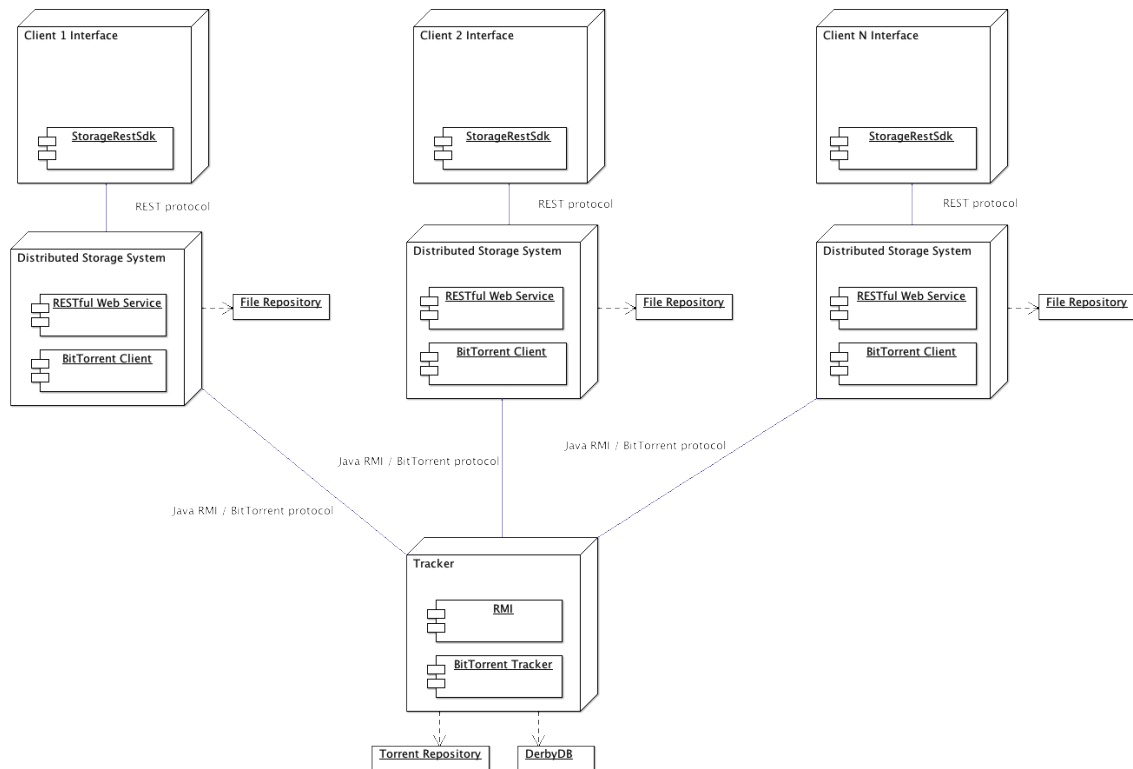 Client 1 Interface
Client 2 Interface
Client N Interface
StorageRestSdk
StorageRestSdk
StorageRestSdk
REST protocol
REST protocol
REST protocol
Distributed Storage System
Distributed Storage System
Distributed Storage System
RESTful Web Service
File Repository
RESTful Web Service
File Repository
RESTful Web Service
File Repository
BitTorrent Client
BitTorrent Client
BitTorrent Client
Java RMI / BitTorrent protocol
Java RMI / BitTorrent protocol
Java RMI / BitTorrent protocol
Tracker
RMI
BitTorrent Tracker
Torrent Repository
DerbyDB